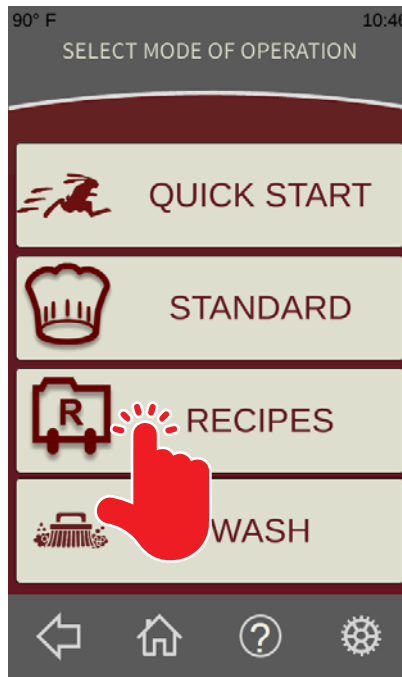 90° F 10:46
SELECT MODE OF OPERATION
QUICK START
STANDARD
R RECIPES
WASH
?